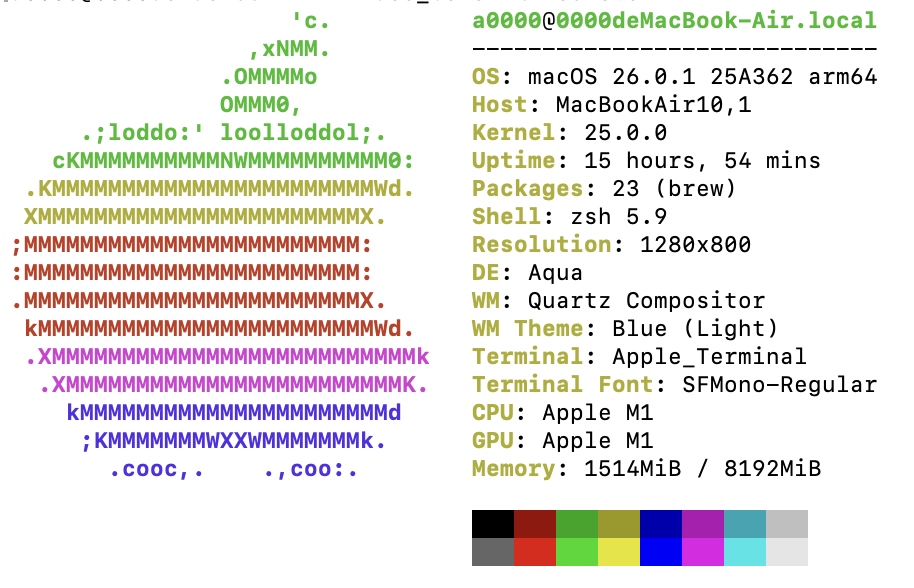 'c.          a0000@0000deMacBook-Air.local
                 ,xNMM.          -----------------------------
               .OMMMMo           OS: macOS 26.0.1 25A362 arm64
               OMMM0,            Host: MacBookAir10,1
     .;loddo:' loolloddol;.      Kernel: 25.0.0
   cKMMMMMMMMMMNWMMMMMMMMMM0:    Uptime: 15 hours, 54 mins
 .KMMMMMMMMMMMMMMMMMMMMMMMWd.    Packages: 23 (brew)
 XMMMMMMMMMMMMMMMMMMMMMMMX.      Shell: zsh 5.9
;MMMMMMMMMMMMMMMMMMMMMMMM:       Resolution: 1280x800
:MMMMMMMMMMMMMMMMMMMMMMMM:       DE: Aqua
.MMMMMMMMMMMMMMMMMMMMMMMMX.      WM: Quartz Compositor
 kMMMMMMMMMMMMMMMMMMMMMMMMWd.    WM Theme: Blue (Light)
 .XMMMMMMMMMMMMMMMMMMMMMMMMMMk   Terminal: Apple_Terminal
  .XMMMMMMMMMMMMMMMMMMMMMMMMK.   Terminal Font: SFMono-Regular
    kMMMMMMMMMMMMMMMMMMMMMMd     CPU: Apple M1
     ;KMMMMMMMWXXWMMMMMMMk.      GPU: Apple M1
       .cooc,.    .,coo:.        Memory: 1514MiB / 8192MiB